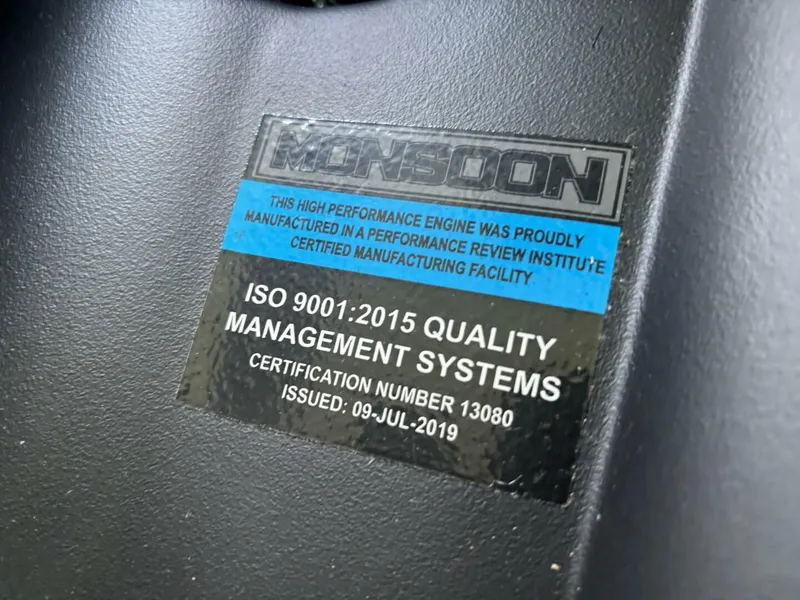 MONSOON
THIS HIGH PERFORMANCE ENGINE WAS PROUDLY
MANUFACTURED IN A PERFORMANCE REVIEW INSTITUTE
CERTIFIED MANUFACTURING FACILITY
ISO 9001:2015 QUALITY
MANAGEMENT SYSTEMS
CERTIFICATION NUMBER 13080
ISSUED: 09-JUL-2019